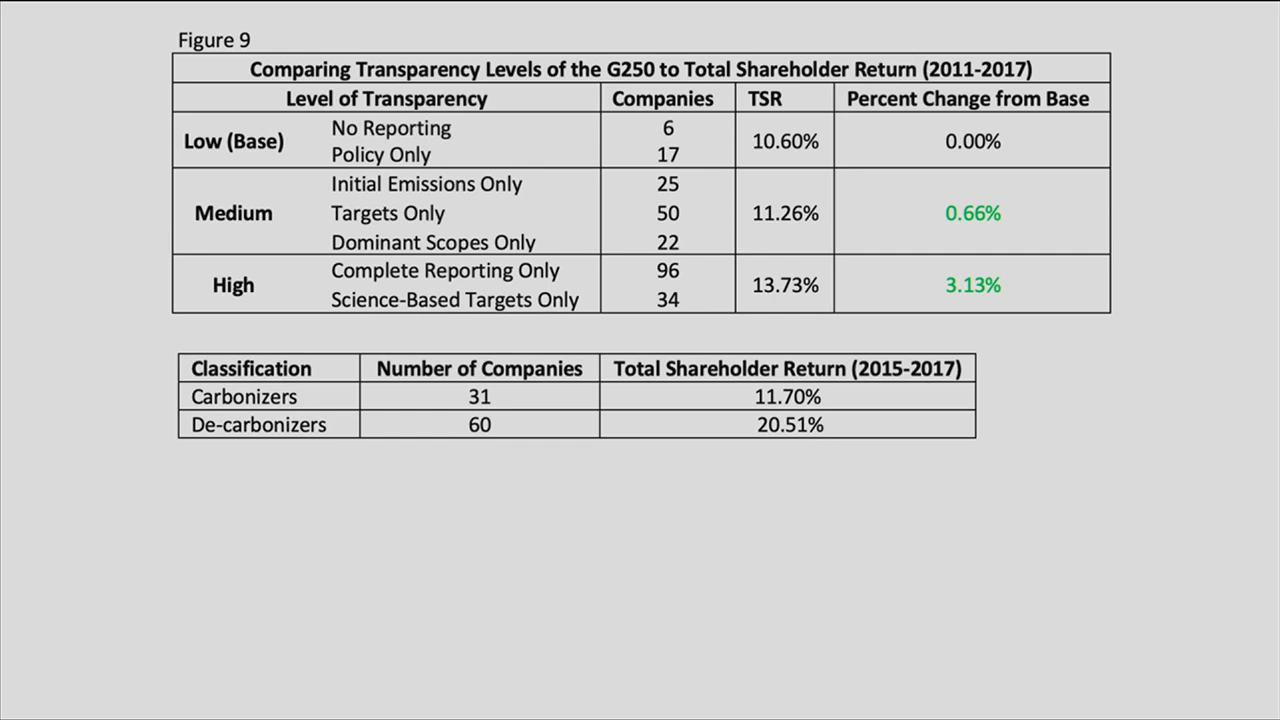 Figure 9
Comparing Transparency Levels of the G250 to Total Shareholder Return (2011-2017)
Level of Transparency Companies TSR Percent Change from Base
Low (Base) No Reporting 6 10.60% 0.00%
Policy Only 17
Initial Emissions Only 25
Medium Targets Only 50 11.26% 0.66%
Dominant Scopes Only 22
High Complete Reporting Only 96 13.73% 3.13%
Science-Based Targets Only 34
Classification Number of Companies Total Shareholder Return (2015-2017)
Carbonizers 31 11.70%
De-carbonizers 60 20.51%